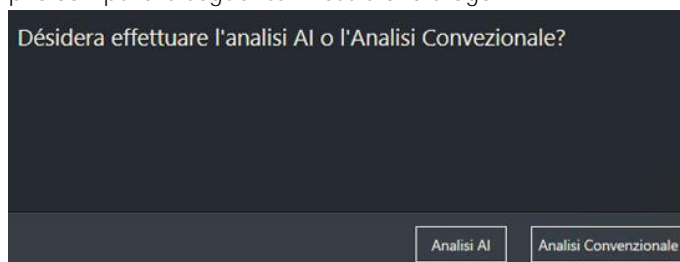 Désidera effettuare l'analisi AI o l'Analisi Convezionale?
Analisi AI
Analisi Convenzionale